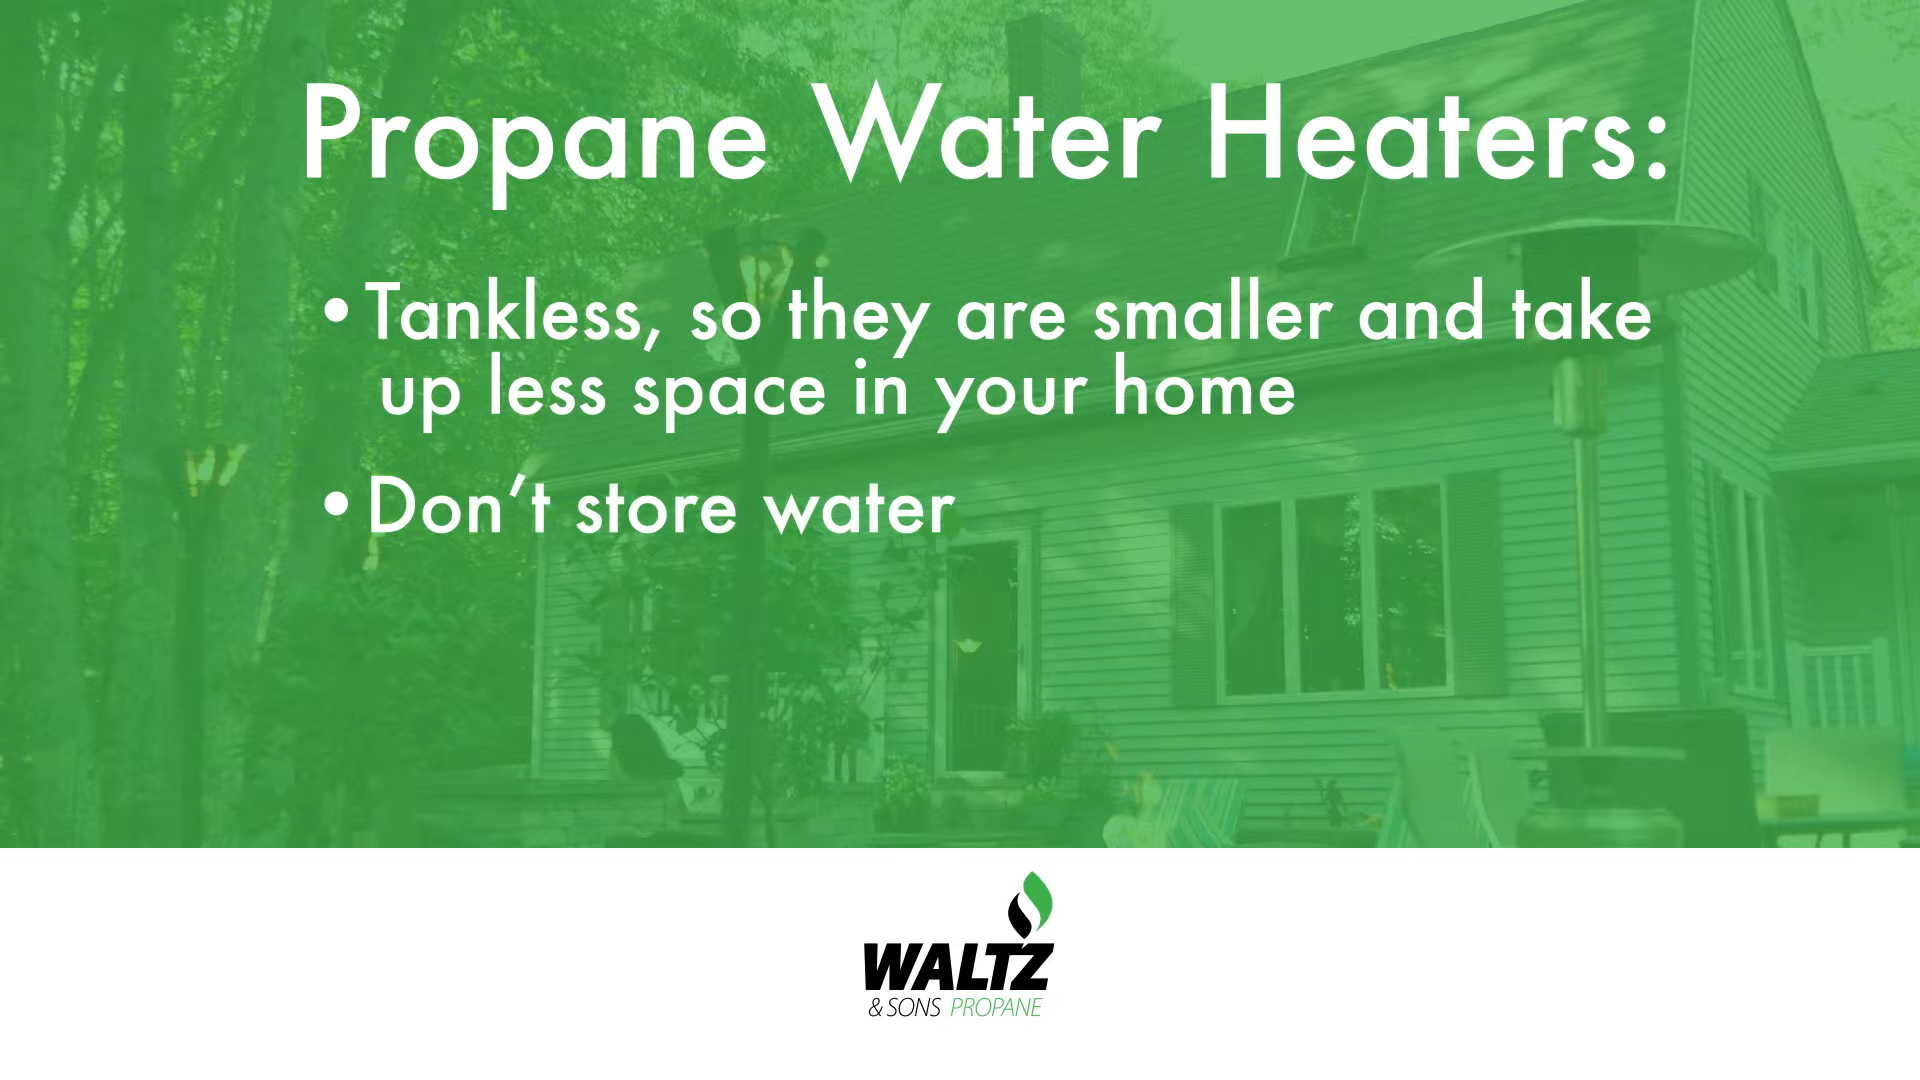 Propane Water Heaters:
•Tankless, so they are smaller and take
up less space in your home
•Don’t store water
WALTZ
& SONS PROPANE